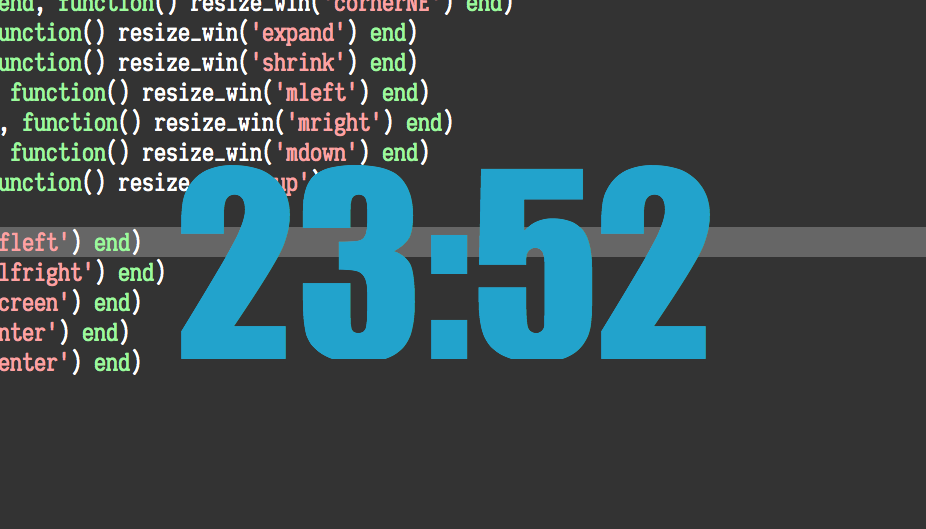 end, function() resize_win('cornerNE') end)
unction() resize_win('expand') end)
unction() resize_win('shrink') end)
function() resize_win('mleft') end)
, function() resize_win('mright') end)
function() resize_win('mdown') end)
unction() resize up')
23:52
fleft') end)
lfright') end)
creen') end)
nter') end)
enter') end)